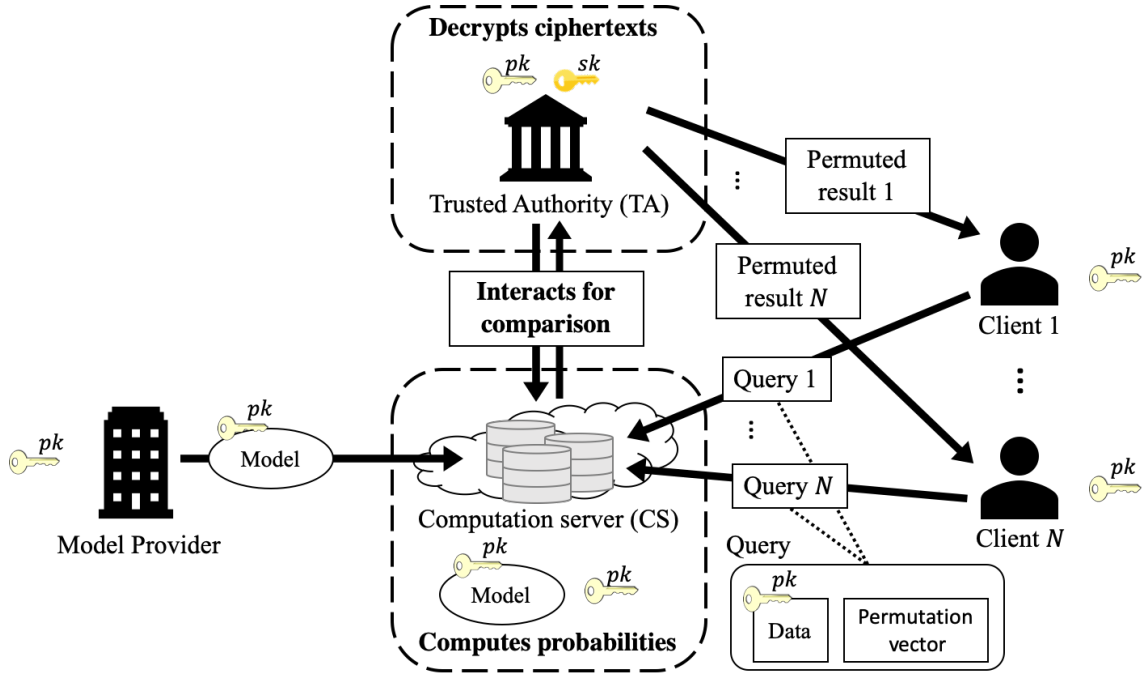 Decrypts ciphertexts
pk
sk
Trusted Authority (TA)
⋮
Permuted
result 1
Permuted
result N
pk
Client 1
⋮
Interacts for
comparison
Query 1
⋮
pk
pk
Model
Model Provider
Computation server (CS)
Query N
pk
Client N
pk
Model
pk
Computes probabilities
Query
pk
Data
Permutation
vector